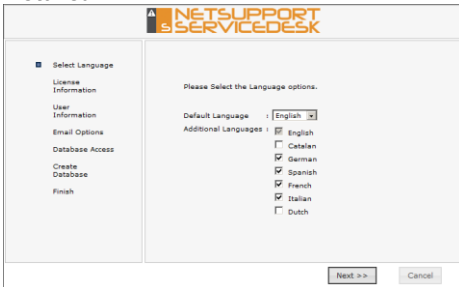 NETSUPPORT
SERVICEDESK
Select Language
License
Information
User
Information
Email Options
Database Access
Create
Database
Finish
Please Select the Language options.
Default Language : English
Additional Languages : English
Catalan
German
Spanish
French
Italian
Dutch
Next >>
Cancel